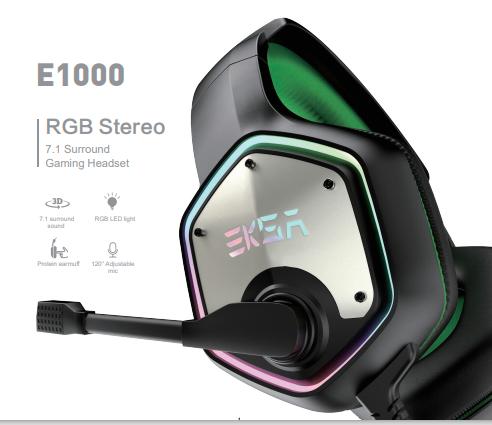 E1000
RGB Stereo
7.1 Surround
Gaming Headset
3D
7.1 surround
sound
RGB LED light
Protein earmuff
120° Adjustable
mic
EKSA